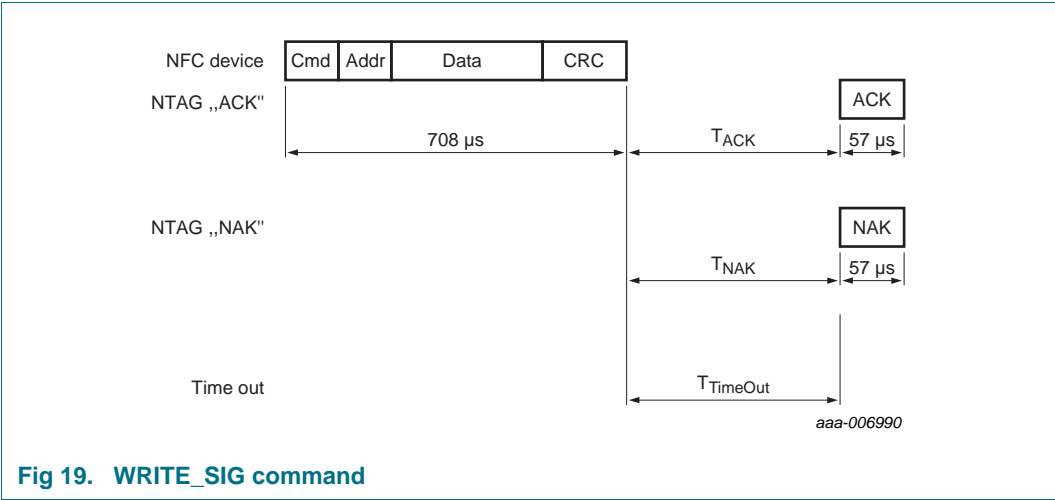 NFC device Cmd Addr Data CRC
NTAG ,,ACK" ACK
708 µs TACK 57 µs
NTAG ,,NAK" NAK
TNAK 57 µs
Time out TTimeOut
aaa-006990
Fig 19. WRITE_SIG command